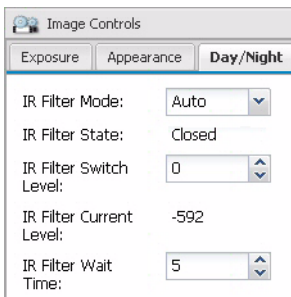 Image Controls
Exposure Appearance Day/Night
IR Filter Mode: Auto
IR Filter State: Closed
IR Filter Switch 0
Level:
IR Filter Current -592
Level:
IR Filter Wait 5
Time: